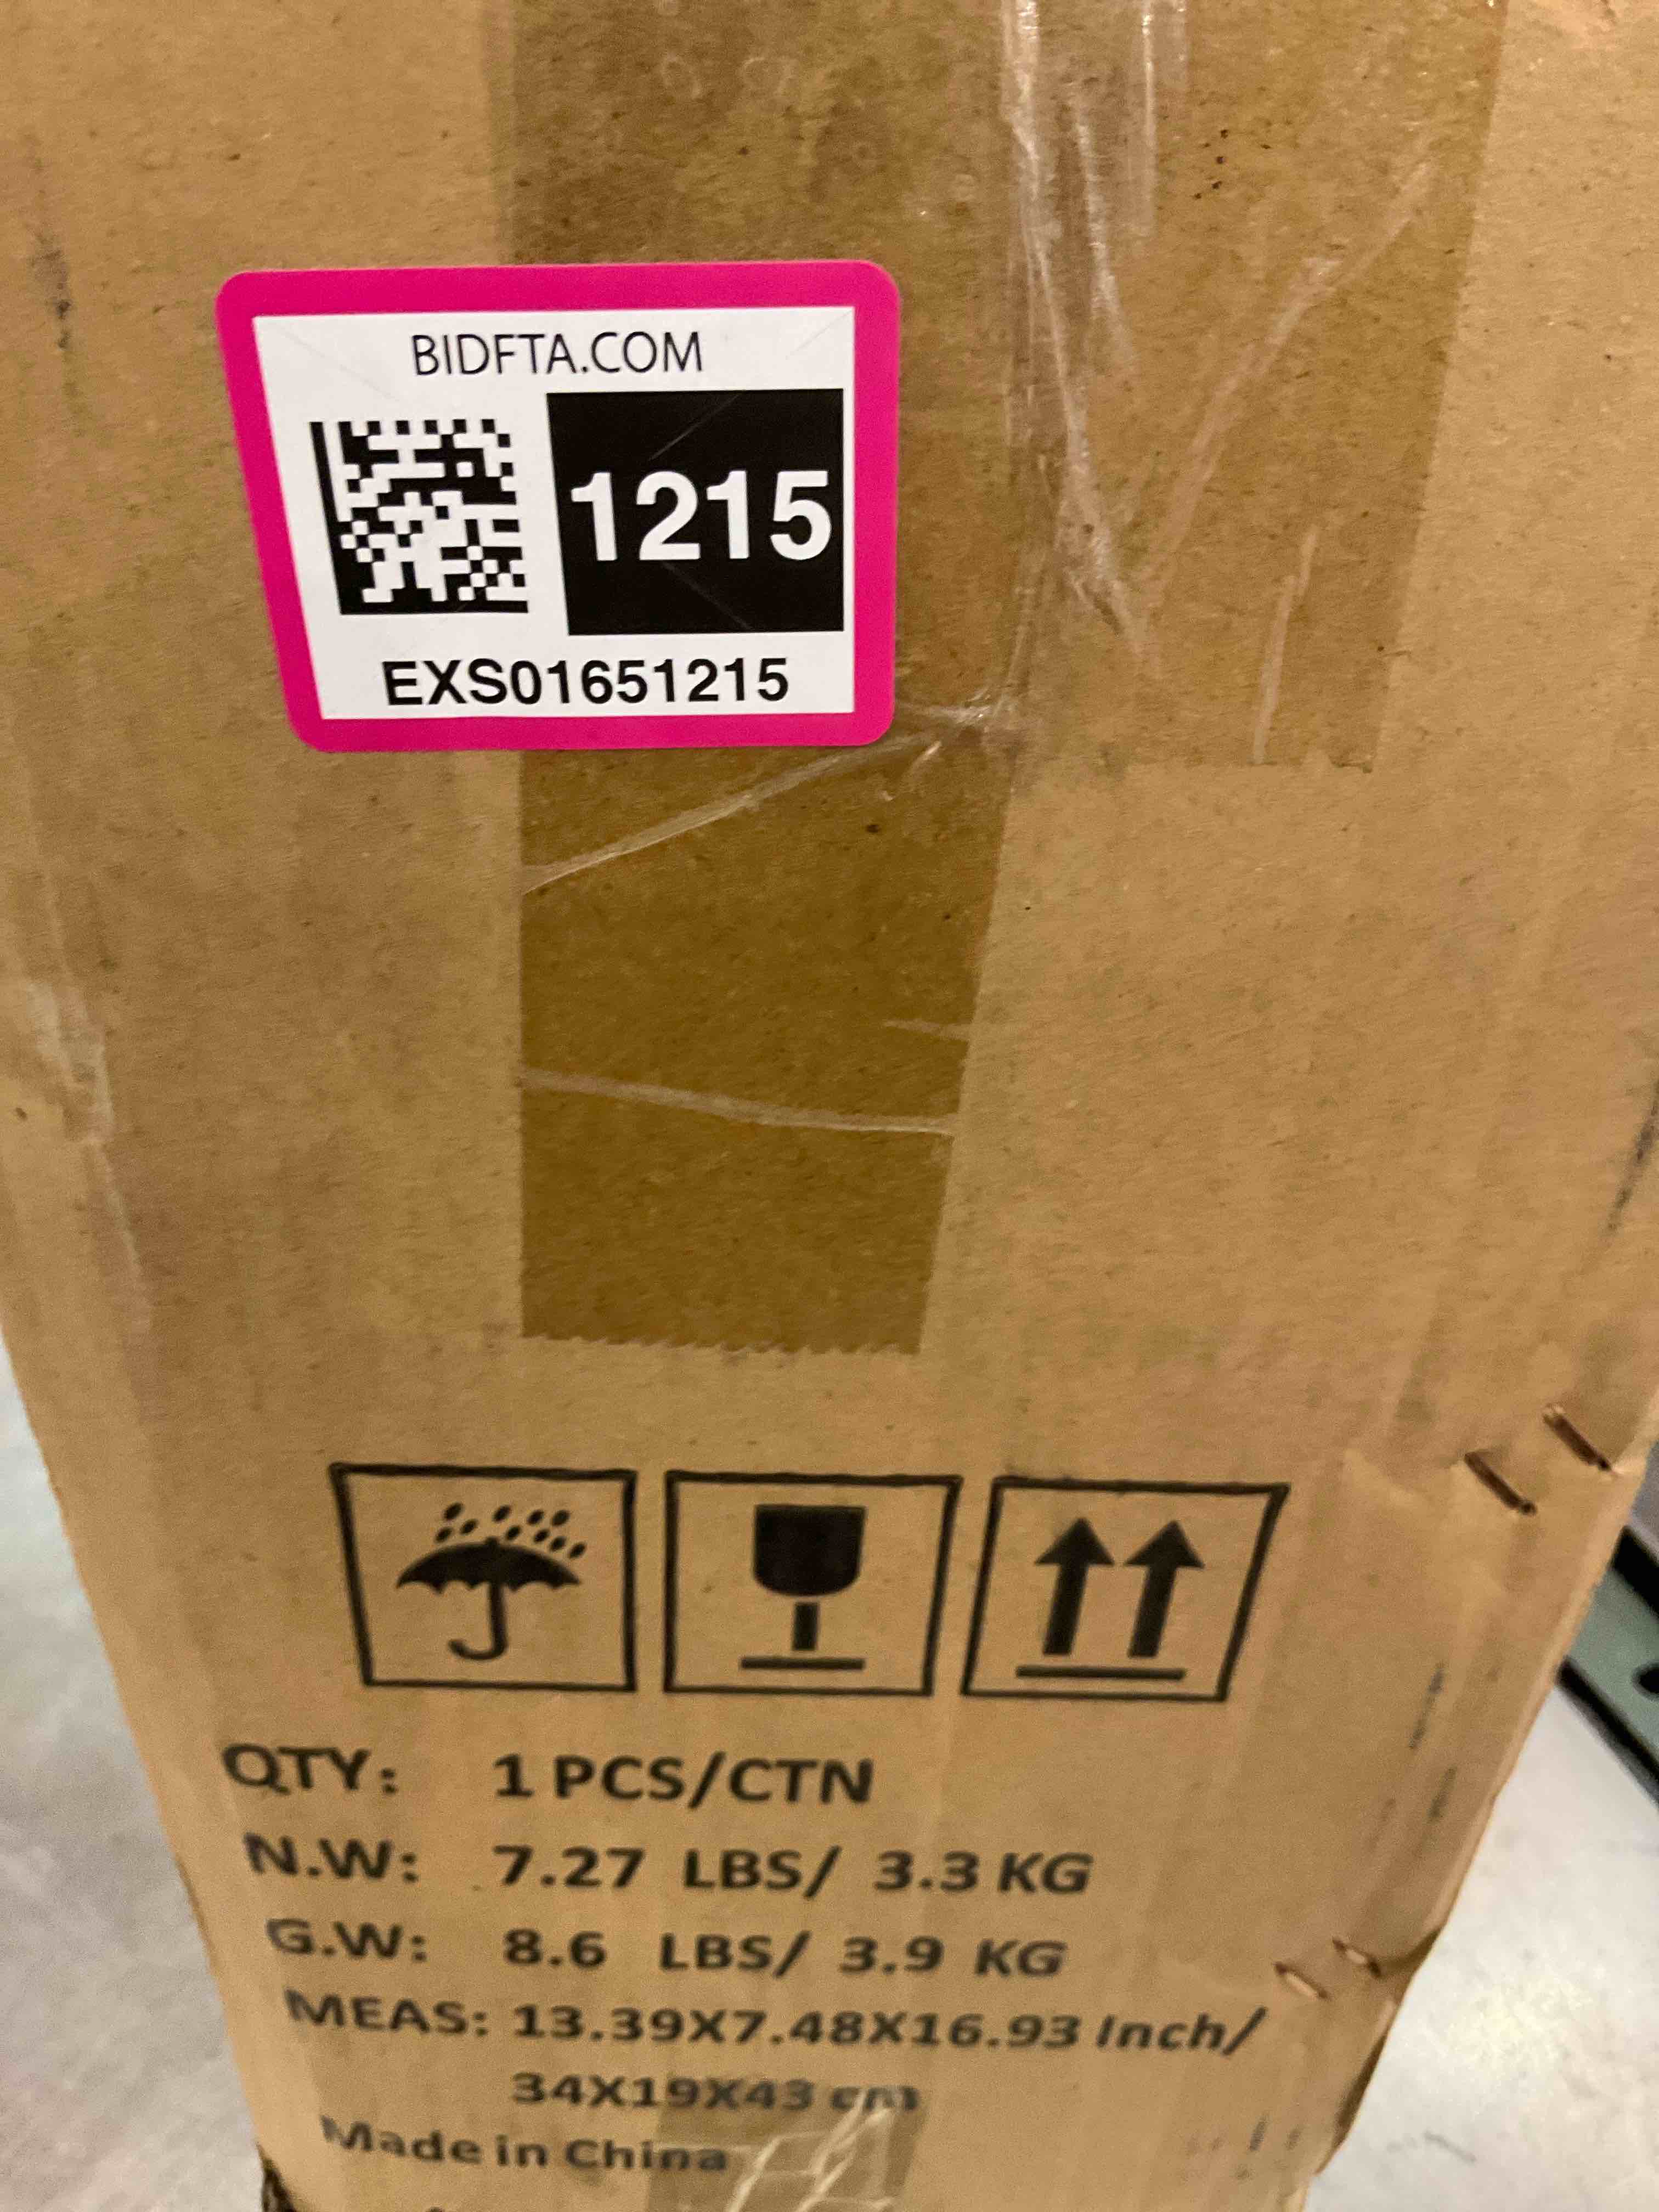 BIDFTA.COM
1215
EXS01651215
QTY: 1 PCS/CTN
N.W: 7.27 LBS/ 3.3 KG
G.W: 8.6 LBS/ 3.9 KG
MEAS: 13.39X7.48X16.93 Inch/
34X19X43 cm
Made in China